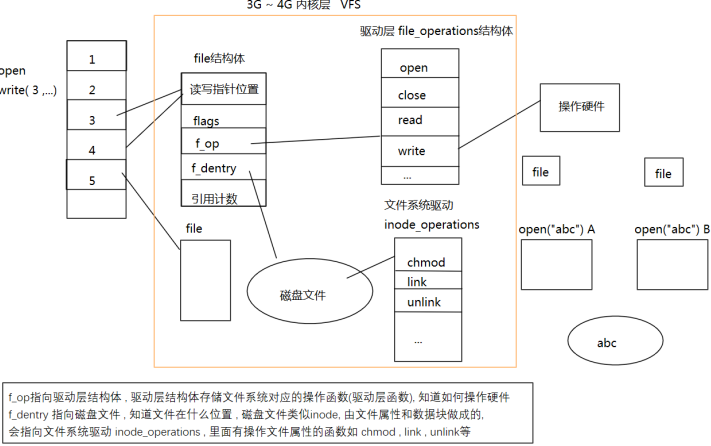 3G ~ 4G 内核层   VFS
open
write( 3 ,...)
1
2
3
4
5
file结构体
读写指针位置
flags
f_op
f_dentry
引用计数
file
驱动层 file_operations结构体
open
close
read
write
...
操作硬件
文件系统驱动
inode_operations
chmod
link
unlink
...
磁盘文件
file
file
open("abc") A
open("abc") B
abc
f_op指向驱动层结构体 , 驱动层结构体存储文件系统对应的操作函数(驱动层函数), 知道如何操作硬件
f_dentry 指向磁盘文件 , 知道文件在什么位置 , 磁盘文件类似inode, 由文件属性和数据块做成的,
会指向文件系统驱动 inode_operations , 里面有操作文件属性的函数如 chmod , link , unlink等